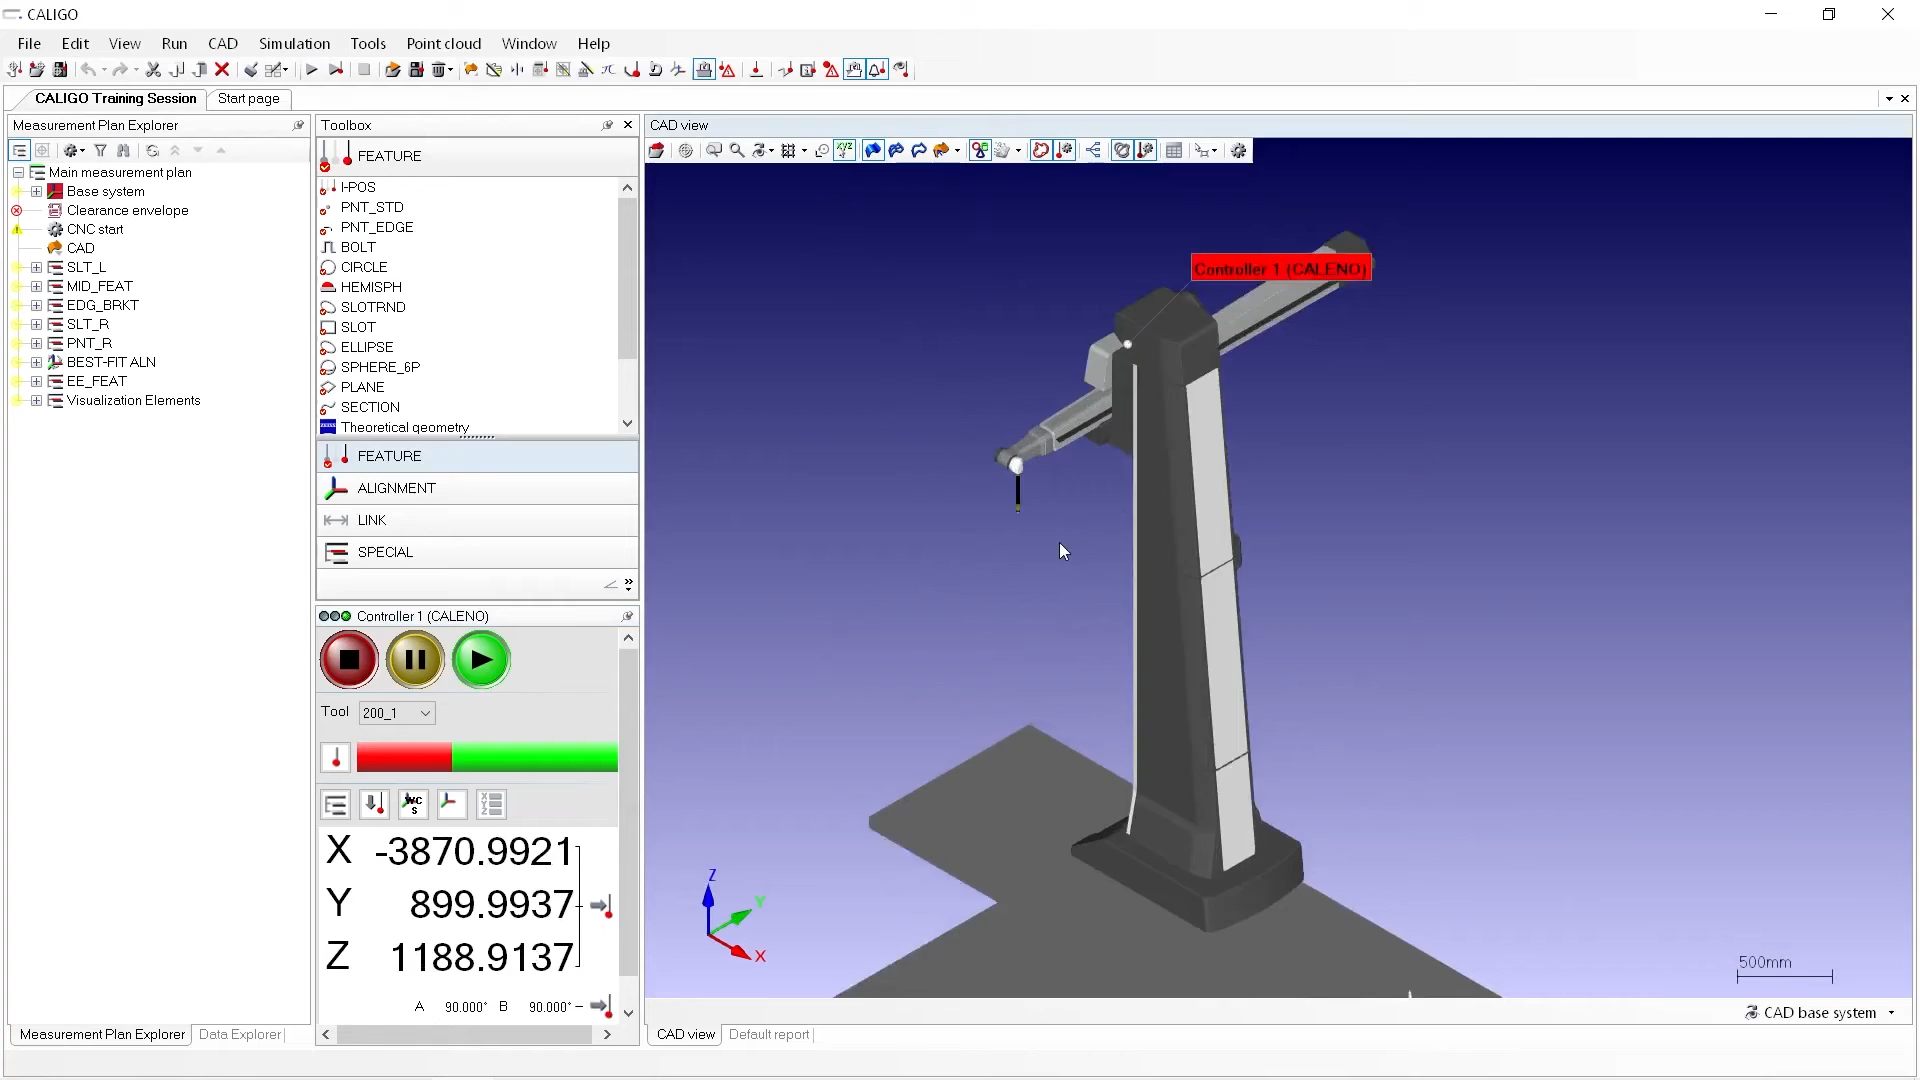 CALIGO
File Edit View Run CAD Simulation Tools Point cloud Window Help
CALIGO Training Session Start page
Measurement Plan Explorer
Main measurement plan
Base system
Clearance envelope
CNC start
CAD
SLT_L
MID_FEAT
EDG_BRKT
SLT_R
PNT_R
BEST-FIT ALN
EE_FEAT
Visualization Elements
Measurement Plan Explorer Data Explorer
Toolbox
FEATURE
I-POS
PNT_STD
PNT_EDGE
BOLT
CIRCLE
HEMISPH
SLOTRND
SLOT
ELLIPSE
SPHERE_6P
PLANE
SECTION
Theoretical geometry
FEATURE
ALIGNMENT
LINK
SPECIAL
Controller 1 (CALENO)
Tool 200_1
WC
S
X -3870.9921
Y 899.9937
Z 1188.9137
A 90.000° B 90.000°
CAD view
XYZ
Controller 1 (CALENO)
Z
Y
X
500mm
CAD base system
CAD view Default report